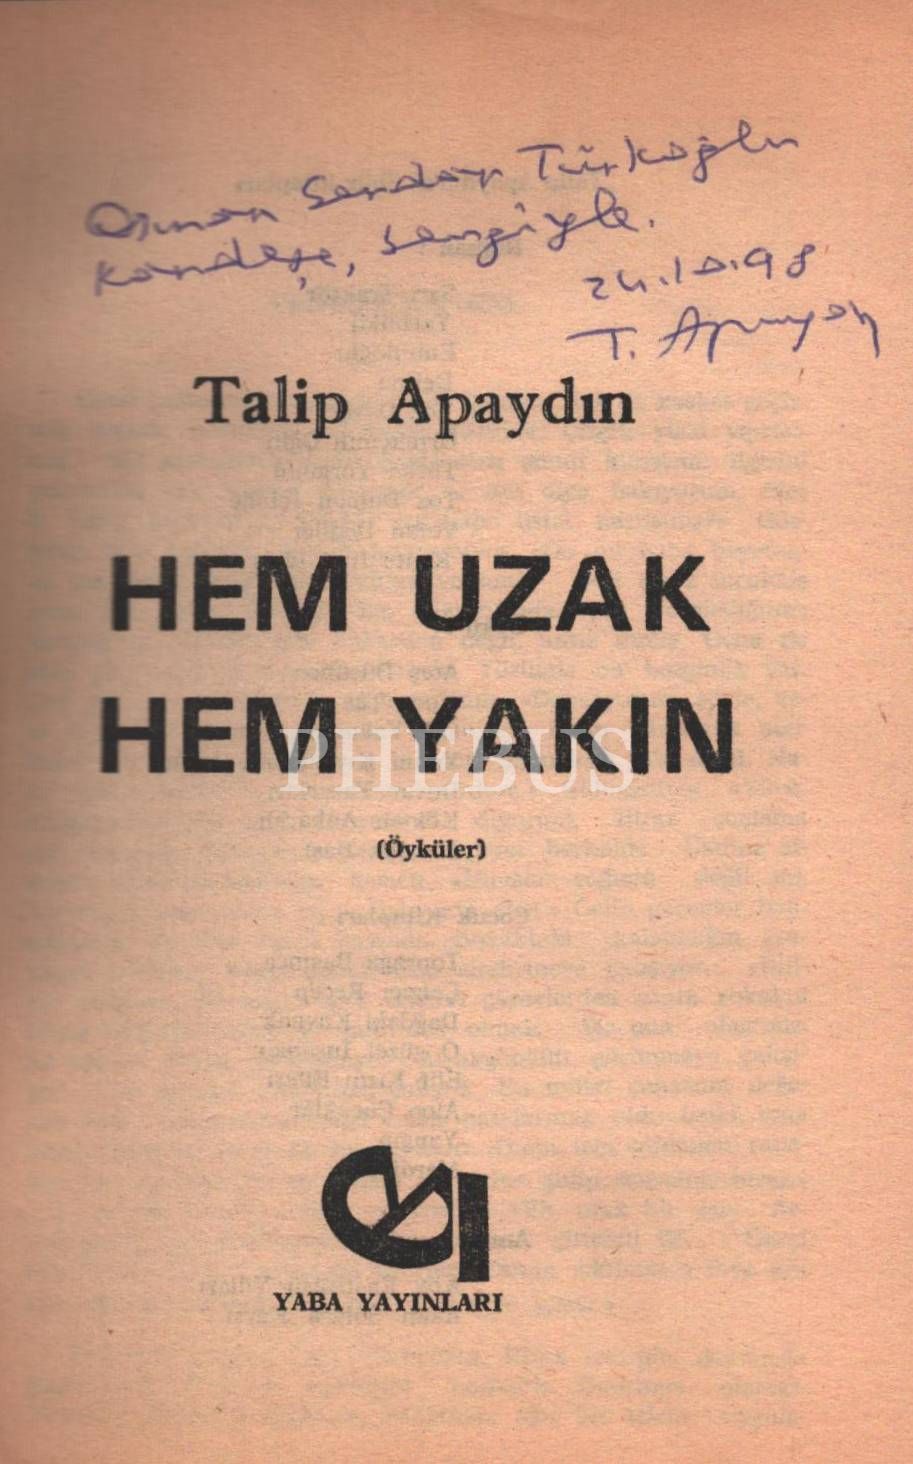 Osman Serdar Türkoğlu
kardeşe, sevgiyle.
24.10.98
T. Apaydın
Talip Apaydın
HEM UZAK
HEM YAKIN
PHEBUS
(Öyküler)
YABA YAYINLARI